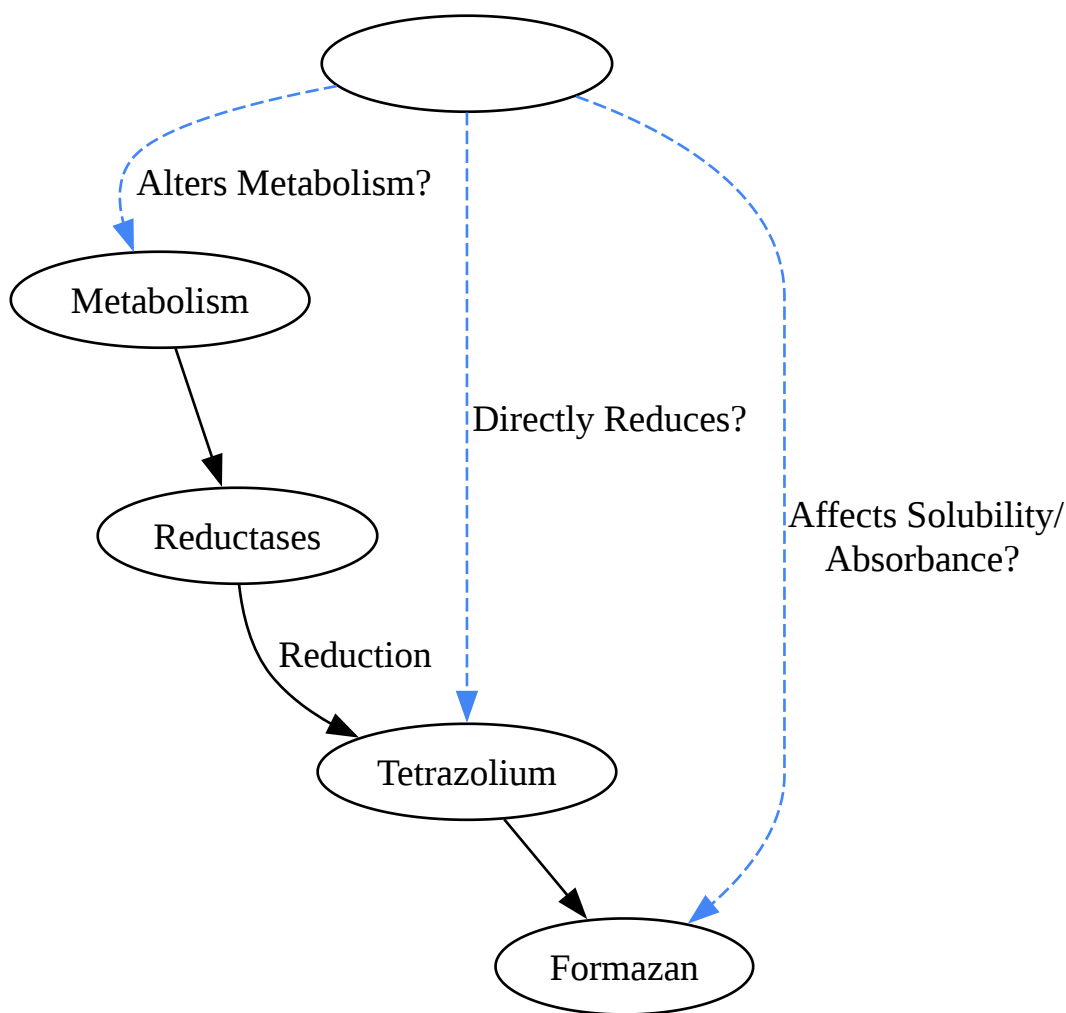 Alters Metabolism?
Metabolism
Directly Reduces?
Affects Solubility/
Absorbance?
Reductases
Reduction
Tetrazolium
Formazan